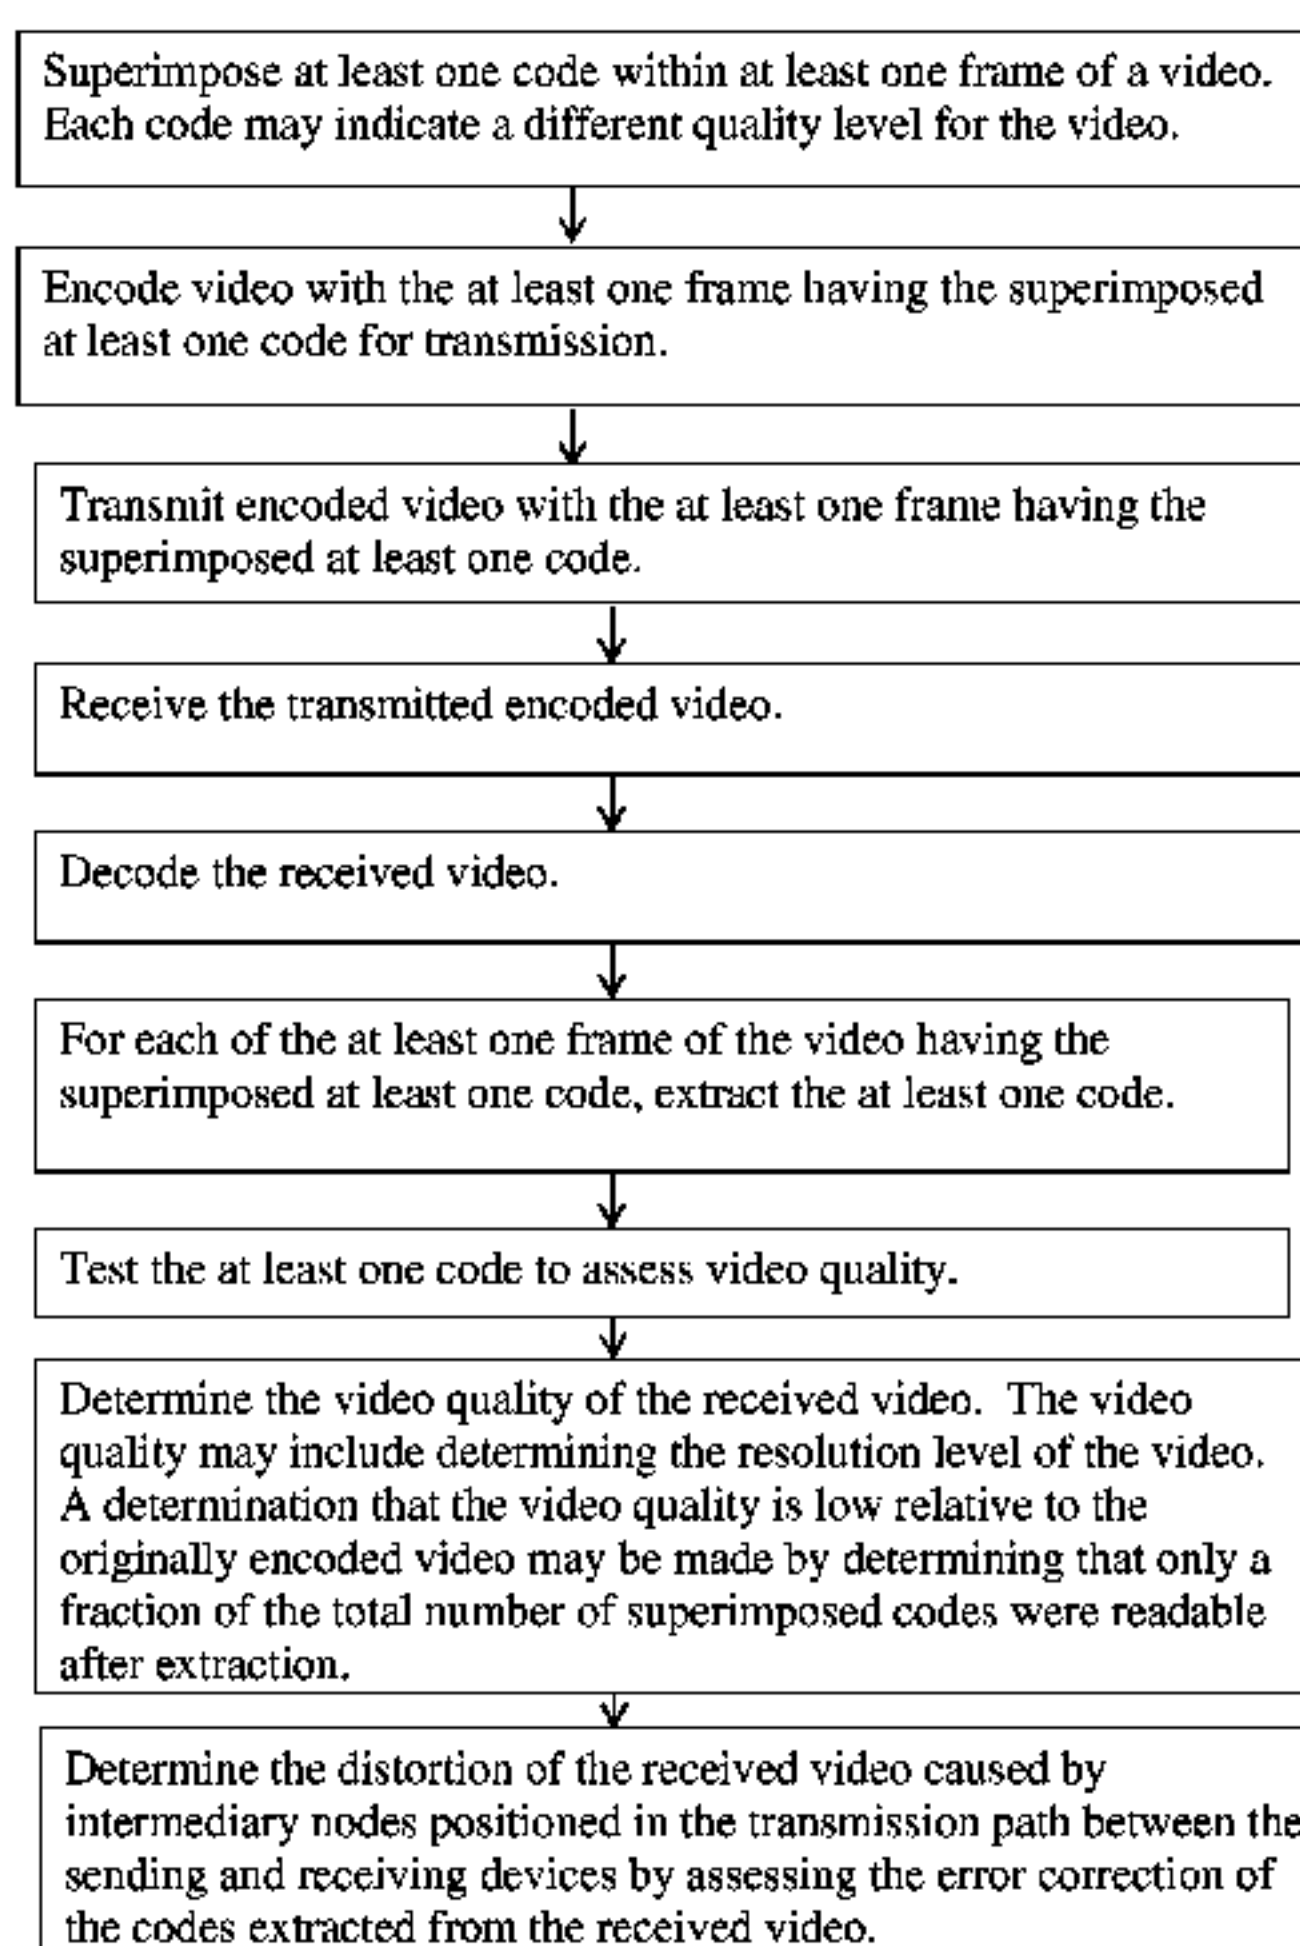 Superimpose at least one code within at least one frame of a video.
Each code may indicate a different quality level for the video.
Encode video with the at least one frame having the superimposed
at least one code for transmission.
Transmit encoded video with the at least one frame having the
superimposed at least one code.
Receive the transmitted encoded video.
Decode the received video.
For each of the at least one frame of the video having the
superimposed at least one code, extract the at least one code.
Test the at least one code to assess video quality.
Determine the video quality of the received video. The video
quality may include determining the resolution level of the video.
A determination that the video quality is low relative to the
originally encoded video may be made by determining that only a
fraction of the total number of superimposed codes were readable
after extraction.
Determine the distortion of the received video caused by
intermediary nodes positioned in the transmission path between the
sending and receiving devices by assessing the error correction of
the codes extracted from the received video.